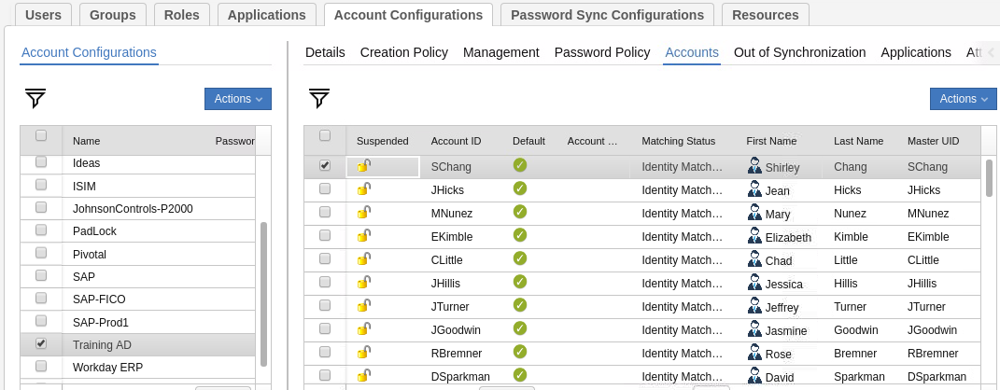 Users Groups Roles Applications Account Configurations Password Sync Configurations Resources
Account Configurations
Actions
Name Passwor
Ideas
ISIM
JohnsonControls-P2000
PadLock
Pivotal
SAP
SAP-FICO
SAP-Prod1
Training AD
Workday ERP
Details Creation Policy Management Password Policy Accounts Out of Synchronization Applications Att
Actions
Suspended Account ID Default Account ... Matching Status First Name Last Name Master UID
SChang Identity Match... Shirley Chang SChang
JHicks Identity Match... Jean Hicks JHicks
MNunez Identity Match... Mary Nunez MNunez
EKimble Identity Match... Elizabeth Kimble EKimble
CLittle Identity Match... Chad Little CLittle
JHillis Identity Match... Jessica Hillis JHillis
JTurner Identity Match... Jeffrey Turner JTurner
JGoodwin Identity Match... Jasmine Goodwin JGoodwin
RBremner Identity Match... Rose Bremner RBremner
DSparkman Identity Match... David Sparkman DSparkman